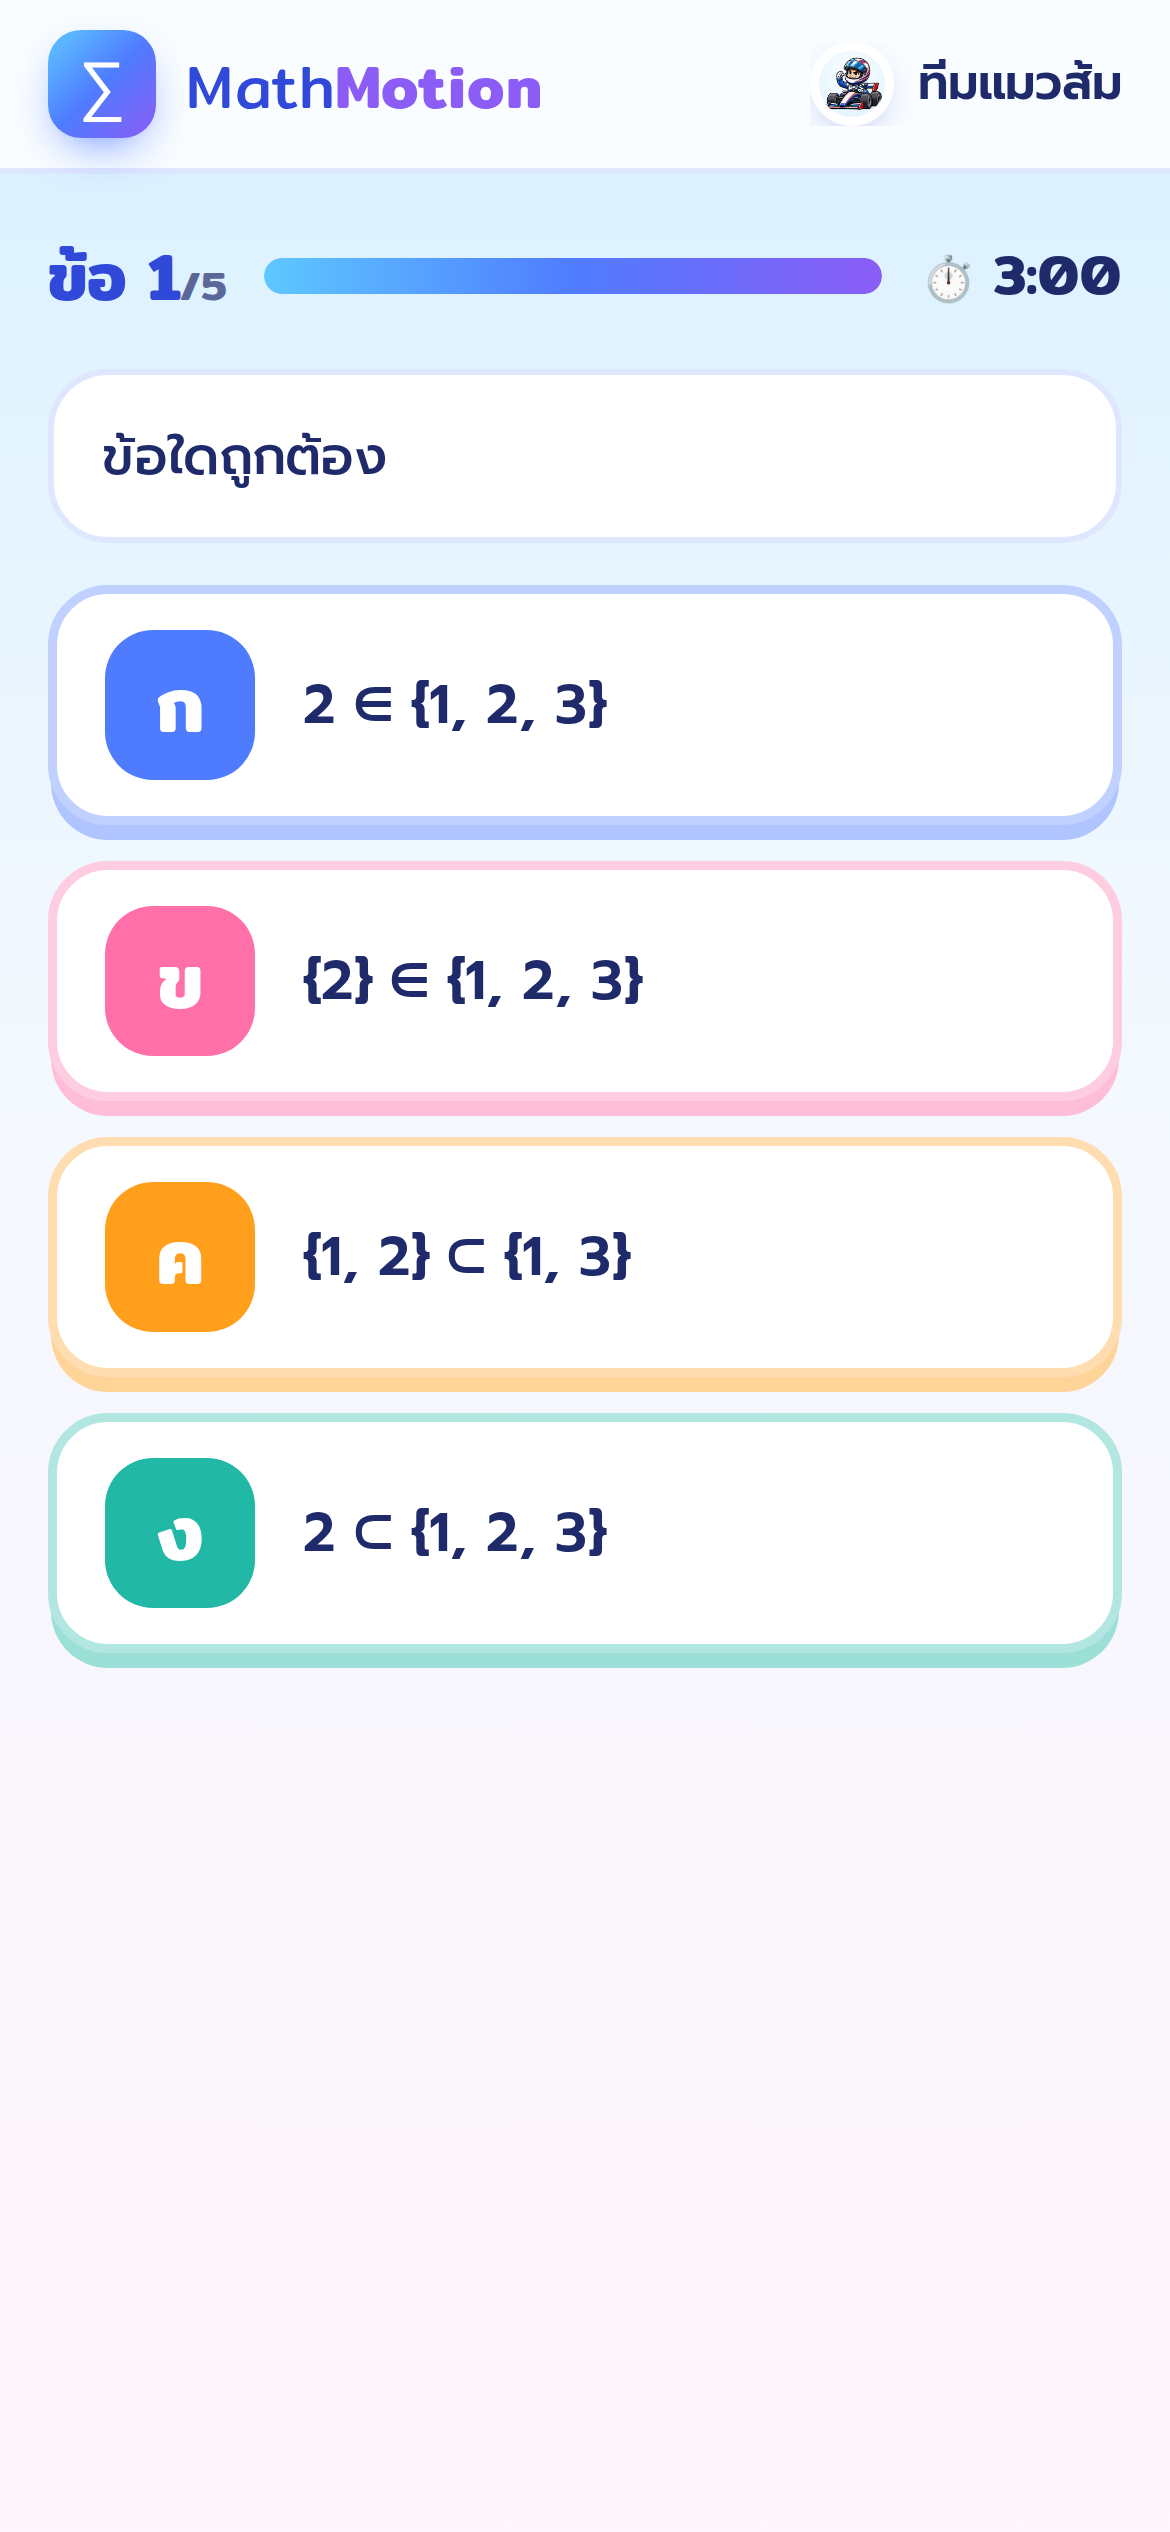 ∑ MathMotion ทีมแมวส้ม
ข้อ 1/5 3:00
ข้อใดถูกต้อง
ก 2 ∈ {1, 2, 3}
ข {2} ∈ {1, 2, 3}
ค {1, 2} ⊂ {1, 3}
ง 2 ⊂ {1, 2, 3}